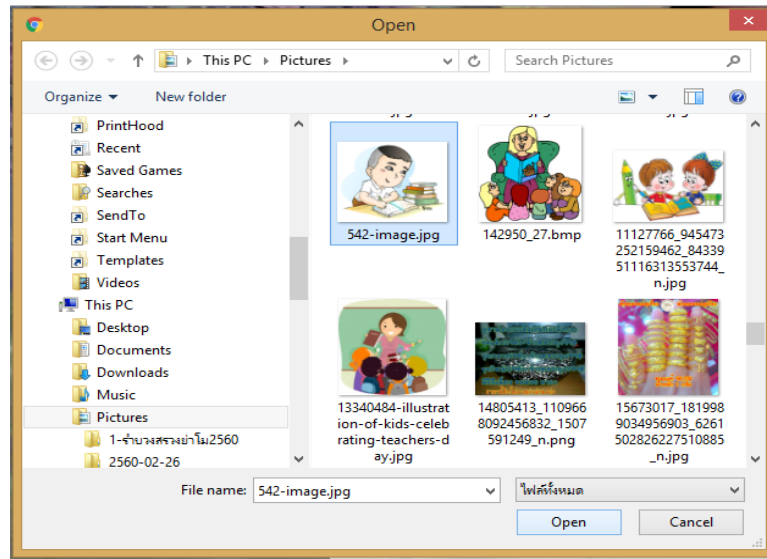 Open
This PC
Pictures
Search Pictures
Organize
New folder
PrintHood
Recent
Saved Games
Searches
SendTo
Start Menu
Templates
Videos
This PC
Desktop
Documents
Downloads
Music
Pictures
1-รำบวงสรวงย่าโม2560
2560-02-26
542-image.jpg
142950_27.bmp
11127766_945473
252159462_84339
51116313553744_
n.jpg
13340484-illustrat
ion-of-kids-celeb
rating-teachers-d
ay.jpg
14805413_110966
8092456832_1507
591249_n.png
15673017_181998
9034956903_6261
502826227510885
_n.jpg
File name:
542-image.jpg
ไฟล์ทั้งหมด
Open
Cancel